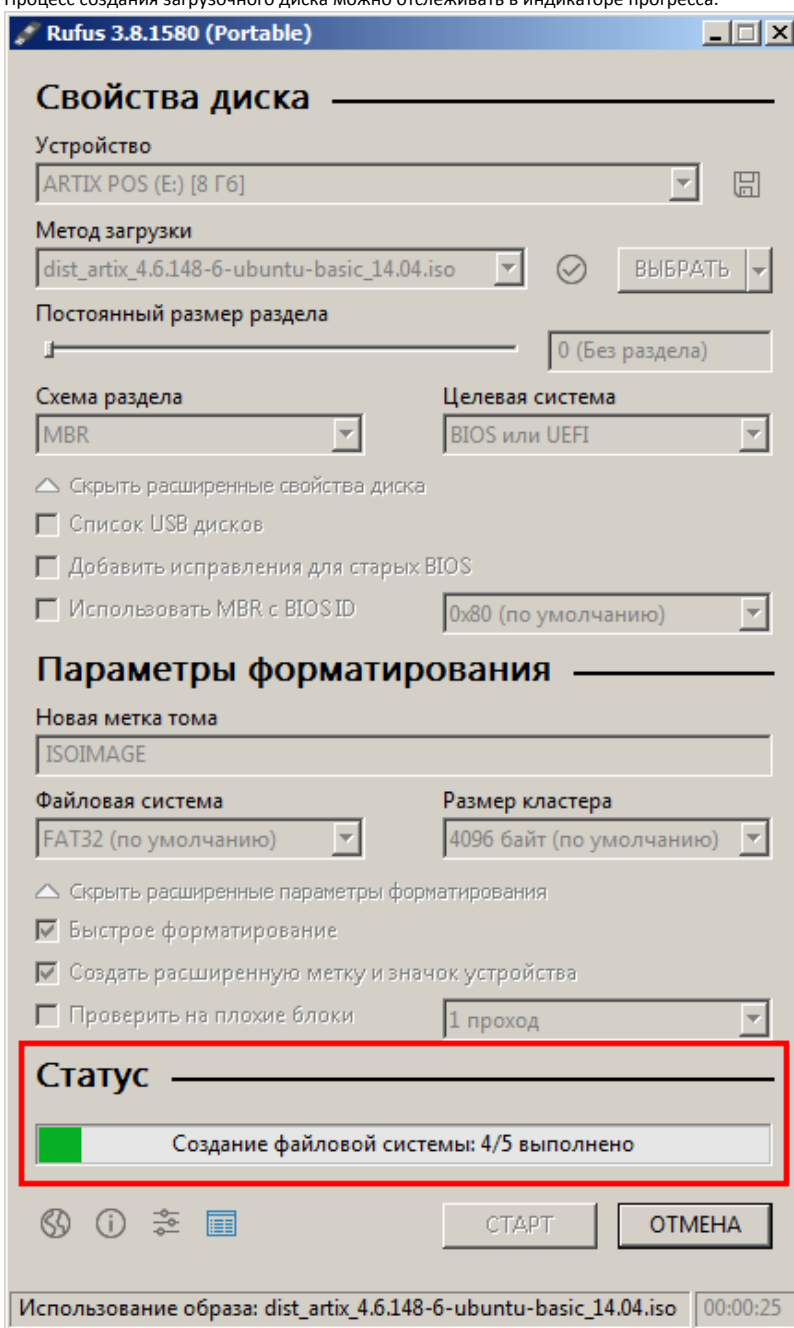 Процесс создания загрузочного диска можно отслеживать в индикаторе прогресса.
Rufus 3.8.1580 (Portable)
Свойства диска
Устройство
ARTIX POS (E:) [8 Гб]
Метод загрузки
dist_artix_4.6.148-6-ubuntu-basic_14.04.iso ВЫБРАТЬ
Постоянный размер раздела
0 (Без раздела)
Схема раздела Целевая система
MBR BIOS или UEFI
Скрыть расширенные свойства диска
Список USB дисков
Добавить исправления для старых BIOS
Использовать MBR с BIOS ID 0x80 (по умолчанию)
Параметры форматирования
Новая метка тома
ISOIMAGE
Файловая система Размер кластера
FAT32 (по умолчанию) 4096 байт (по умолчанию)
Скрыть расширенные параметры форматирования
Быстрое форматирование
Создать расширенную метку и значок устройства
Проверить на плохие блоки 1 проход
Статус
Создание файловой системы: 4/5 выполнено
СТАРТ ОТМЕНА
Использование образа: dist_artix_4.6.148-6-ubuntu-basic_14.04.iso 00:00:25